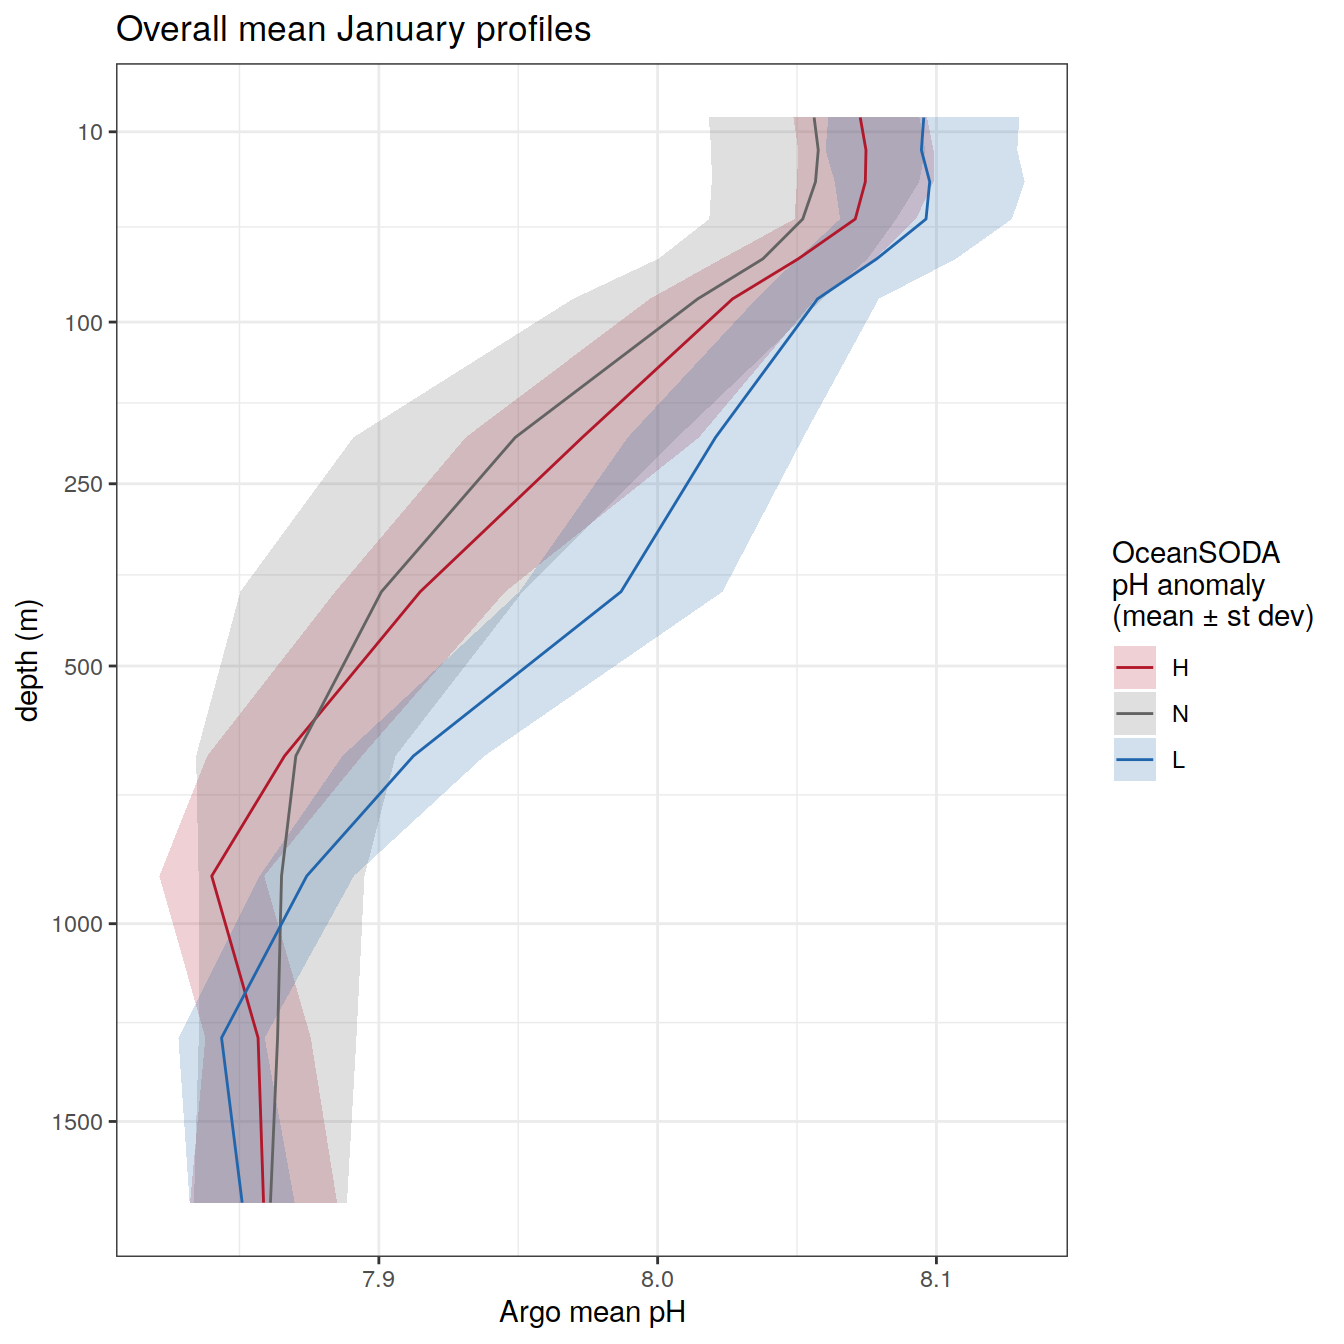 Overall mean January profiles
10
100
250
500
1000
1500
depth (m)
7.9
8.0
8.1
Argo mean pH
OceanSODA
pH anomaly
(mean ± st dev)
H
N
L